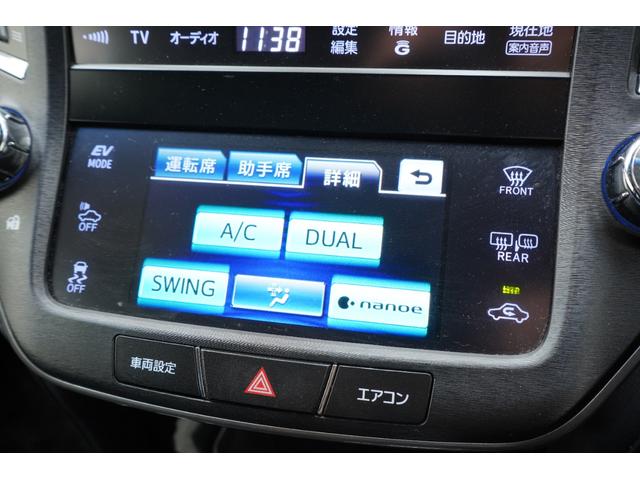 TV
オーディオ
11:38
設定
編集
情報
G
目的地
現在地
案内音声
EV
MODE
運転席
助手席
詳細
FRONT
OFF
A/C
DUAL
REAR
OFF
SWING
nanoe
車両設定
エアコン